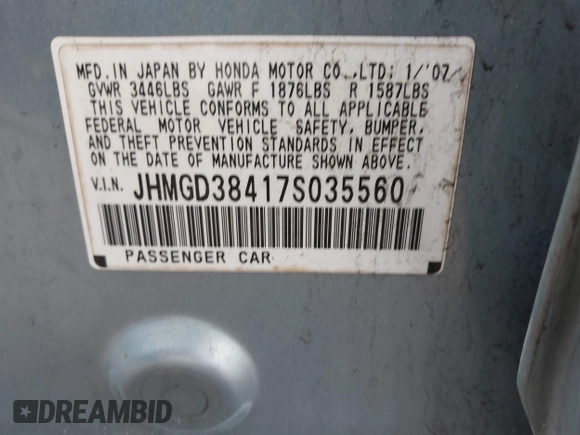 MFD. IN JAPAN BY HONDA MOTOR CO.,LTD; 1/'07
GVWR 3446LBS GAWR F 1876LBS R 1587LBS
THIS VEHICLE CONFORMS TO ALL APPLICABLE
FEDERAL MOTOR VEHICLE SAFETY, BUMPER,
AND THEFT PREVENTION STANDARDS IN EFFECT
ON THE DATE OF MANUFACTURE SHOWN ABOVE.
V.I.N. JHMGD38417S035560
PASSENGER CAR
DREAMBID